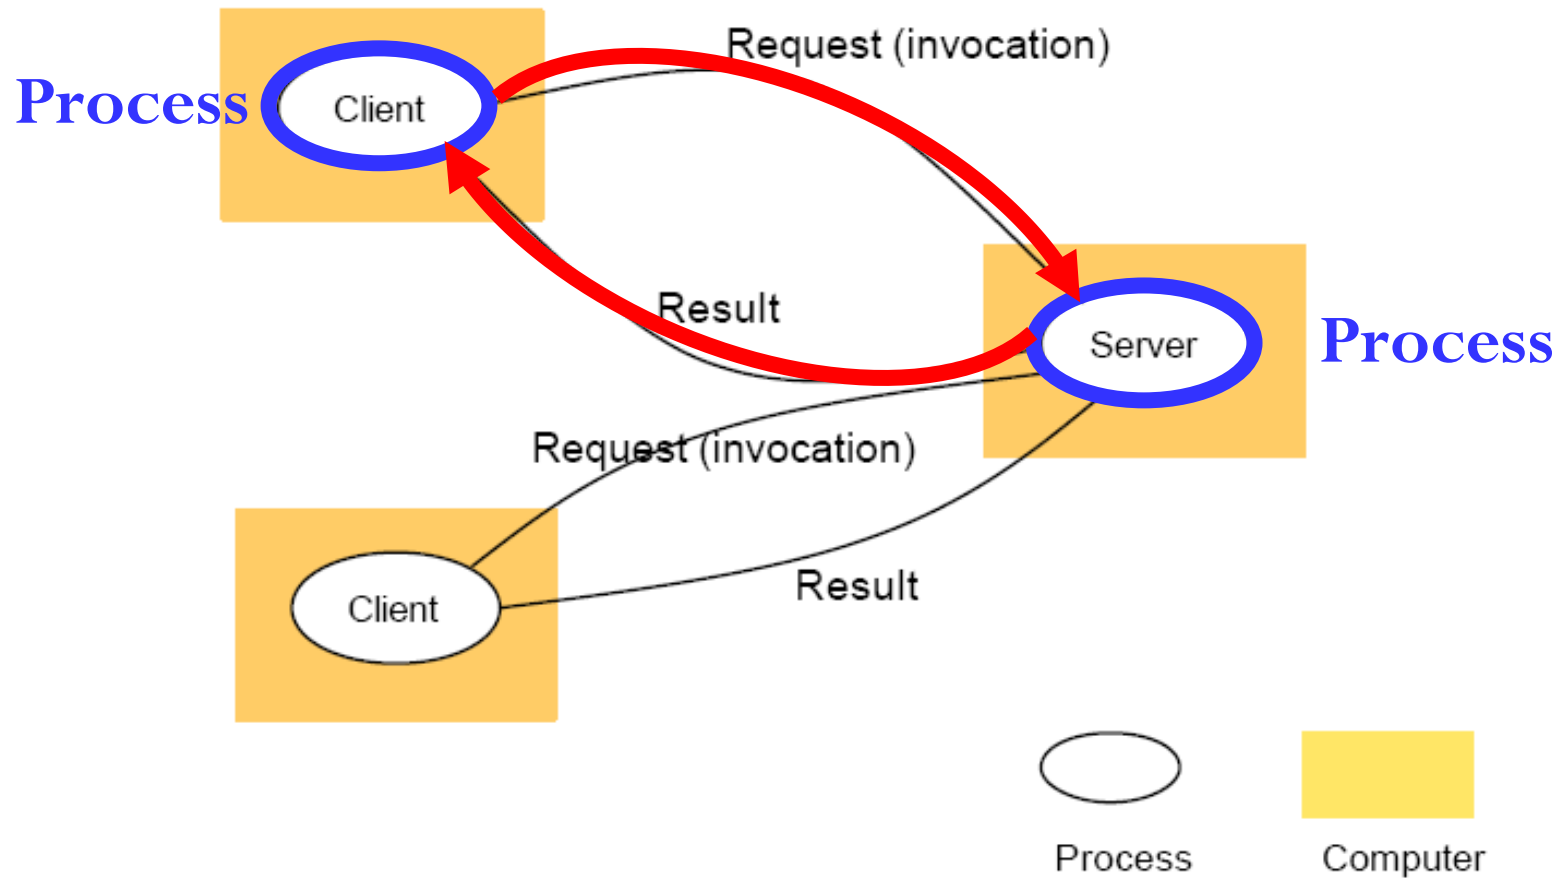 Request (invocation)
Process
Client
Result
Server
Process
Request (invocation)
Result
Client
Process
Computer